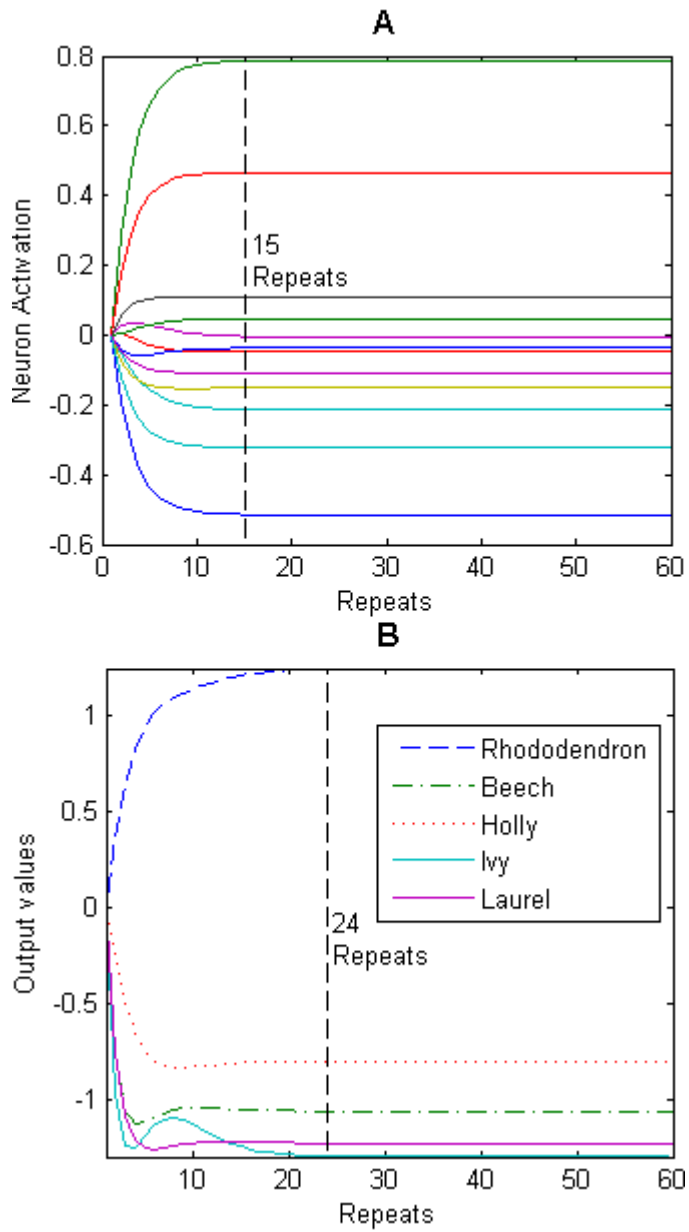 A
0.8
0.6
0.4
0.2
0
-0.2
-0.4
-0.6
Neuron Activation
15
Repeats
0
10
20
30
40
50
60
Repeats
B
1
0.5
0
-0.5
-1
Output values
Rhododendron
Beech
Holly
Ivy
Laurel
24
Repeats
10
20
30
40
50
60
Repeats